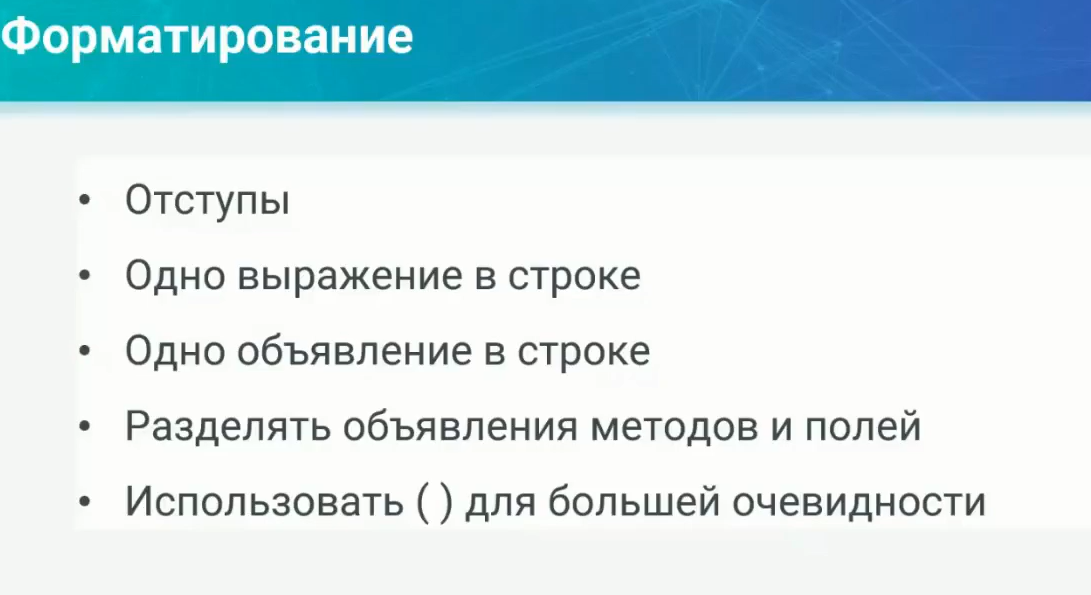 Форматирование
• Отступы
• Одно выражение в строке
• Одно объявление в строке
• Разделять объявления методов и полей
• Использовать ( ) для большей очевидности